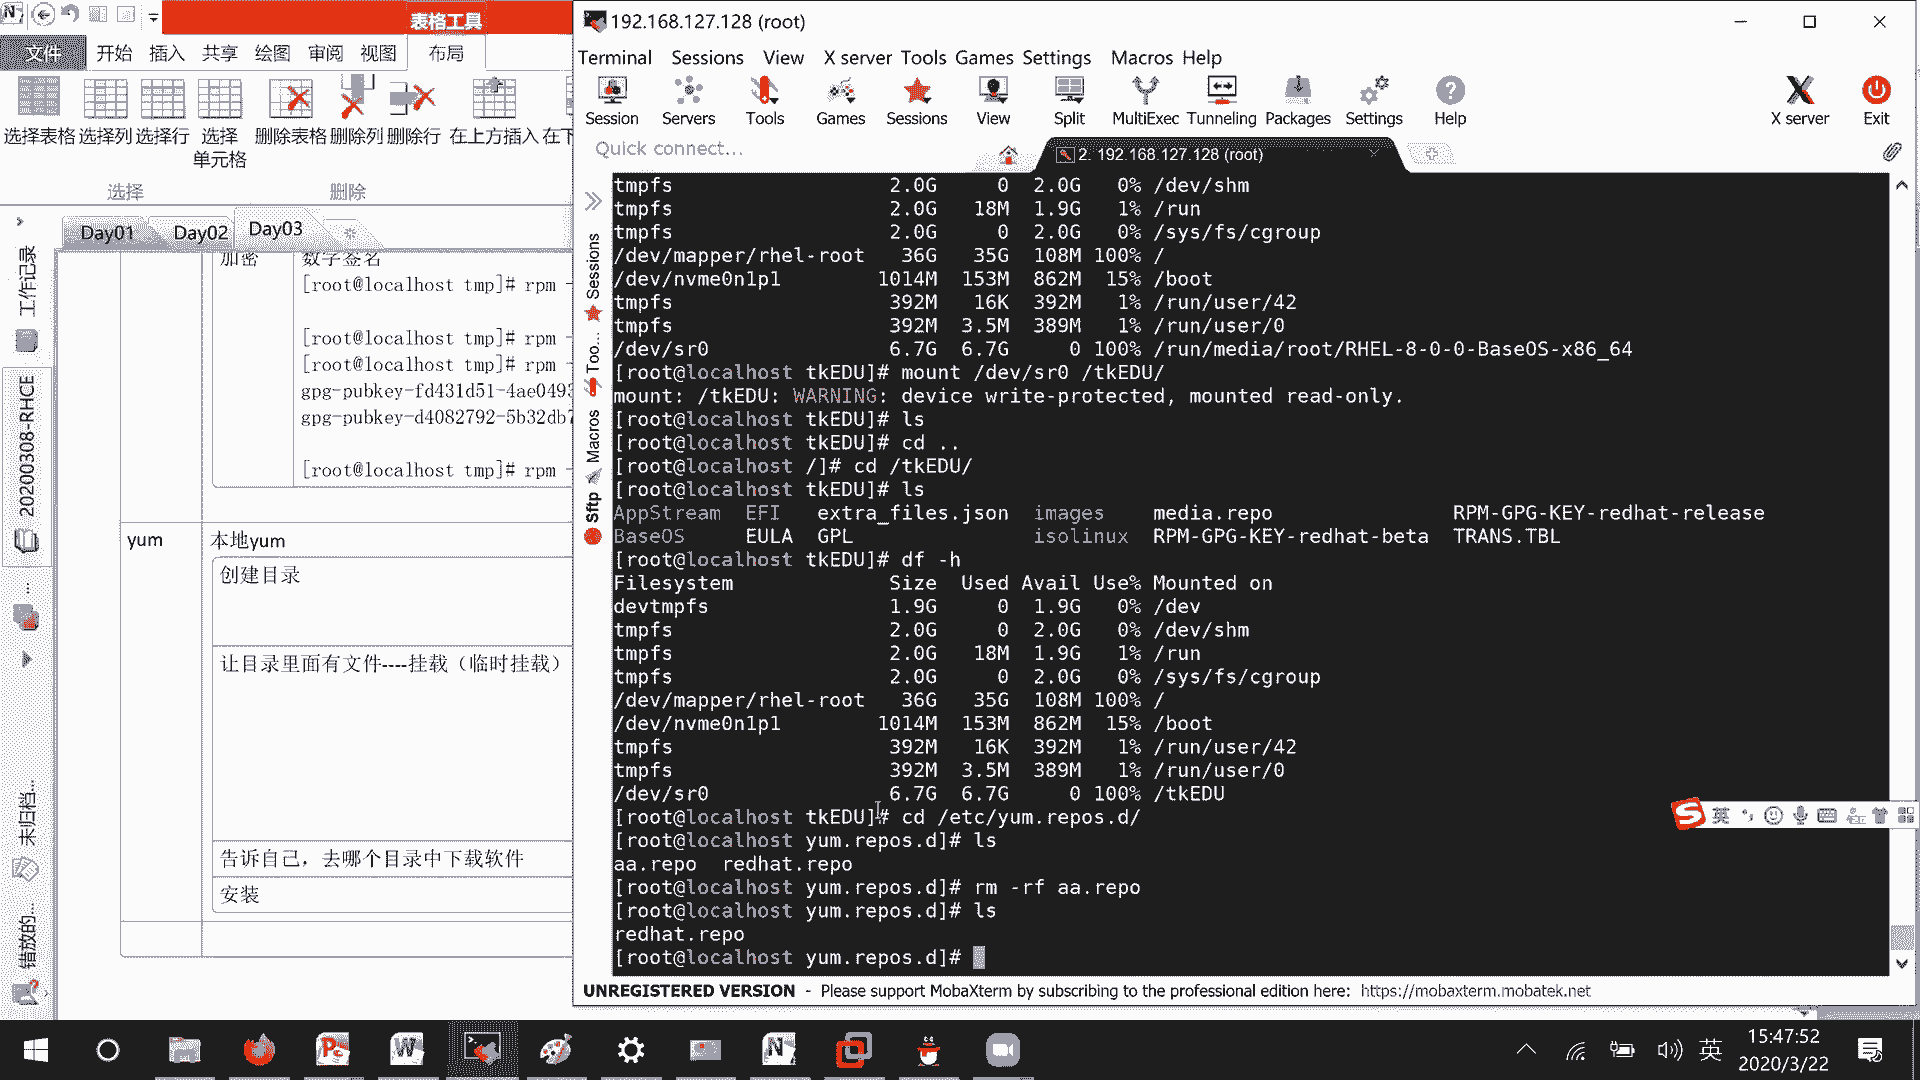 表格工具
文件 开始 插入 共享 绘图 审阅 视图 布局
选择表格 选择列 选择行 选择单元格 删除表格 删除列 删除行 在上方插入 在下
选择 删除
Day01 Day02 Day03
工作记录
20200308-RHCE
未归档...
错放的...
加密 数字签名
[root@localhost tmp]# rpm -
[root@localhost tmp]# rpm -
[root@localhost tmp]# rpm -
gpg-pubkey-fd431d51-4ae0493
gpg-pubkey-d4082792-5b32db7
[root@localhost tmp]# rpm -
yum 本地yum
创建目录
让目录里面有文件----挂载（临时挂载）
告诉自己，去哪个目录中下载软件
安装
192.168.127.128 (root)
Terminal Sessions View X server Tools Games Settings Macros Help
Session Servers Tools Games Sessions View Split MultiExec Tunneling Packages Settings Help X server Exit
Quick connect...
2. 192.168.127.128 (root)
Sessions
Too...
Macros
Sftp
tmpfs 2.0G 0 2.0G 0% /dev/shm
tmpfs 2.0G 18M 1.9G 1% /run
tmpfs 2.0G 0 2.0G 0% /sys/fs/cgroup
/dev/mapper/rhel-root 36G 35G 108M 100% /
/dev/nvme0n1p1 1014M 153M 862M 15% /boot
tmpfs 392M 16K 392M 1% /run/user/42
tmpfs 392M 3.5M 389M 1% /run/user/0
/dev/sr0 6.7G 6.7G 0 100% /run/media/root/RHEL-8-0-0-BaseOS-x86_64
[root@localhost tkEDU]# mount /dev/sr0 /tkEDU/
mount: /tkEDU: WARNING: device write-protected, mounted read-only.
[root@localhost tkEDU]# ls
[root@localhost tkEDU]# cd ..
[root@localhost /]# cd /tkEDU/
[root@localhost tkEDU]# ls
AppStream EFI extra_files.json images media.repo RPM-GPG-KEY-redhat-release
BaseOS EULA GPL isolinux RPM-GPG-KEY-redhat-beta TRANS.TBL
[root@localhost tkEDU]# df -h
Filesystem Size Used Avail Use% Mounted on
devtmpfs 1.9G 0 1.9G 0% /dev
tmpfs 2.0G 0 2.0G 0% /dev/shm
tmpfs 2.0G 18M 1.9G 1% /run
tmpfs 2.0G 0 2.0G 0% /sys/fs/cgroup
/dev/mapper/rhel-root 36G 35G 108M 100% /
/dev/nvme0n1p1 1014M 153M 862M 15% /boot
tmpfs 392M 16K 392M 1% /run/user/42
tmpfs 392M 3.5M 389M 1% /run/user/0
/dev/sr0 6.7G 6.7G 0 100% /tkEDU
[root@localhost tkEDU]# cd /etc/yum.repos.d/
[root@localhost yum.repos.d]# ls
aa.repo redhat.repo
[root@localhost yum.repos.d]# rm -rf aa.repo
[root@localhost yum.repos.d]# ls
redhat.repo
[root@localhost yum.repos.d]#
UNREGISTERED VERSION - Please support MobaXterm by subscribing to the professional edition here: https://mobaxterm.mobatek.net
英
英
15:47:52
2020/3/22